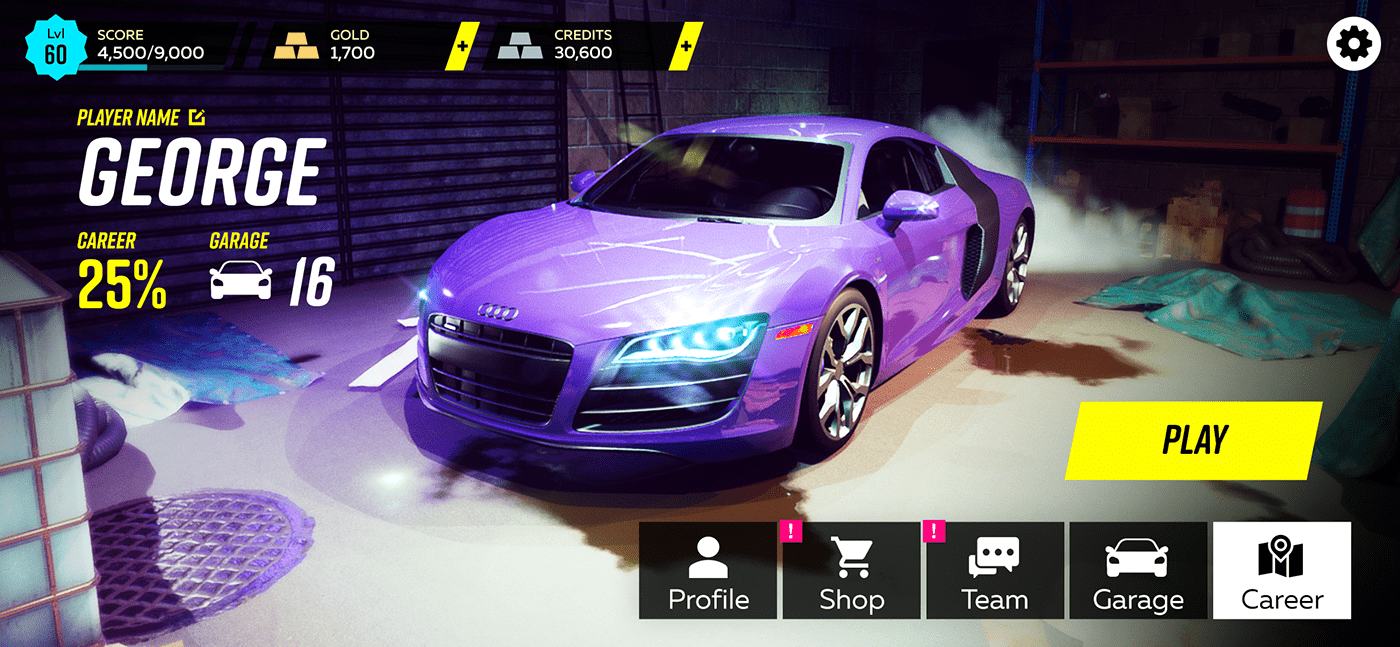 Lvl
60
SCORE
4,500/9,000
GOLD
1,700
+
CREDITS
30,600
+
PLAYER NAME
GEORGE
CAREER
25%
GARAGE
16
PLAY
Profile
!
Shop
!
Team
Garage
Career